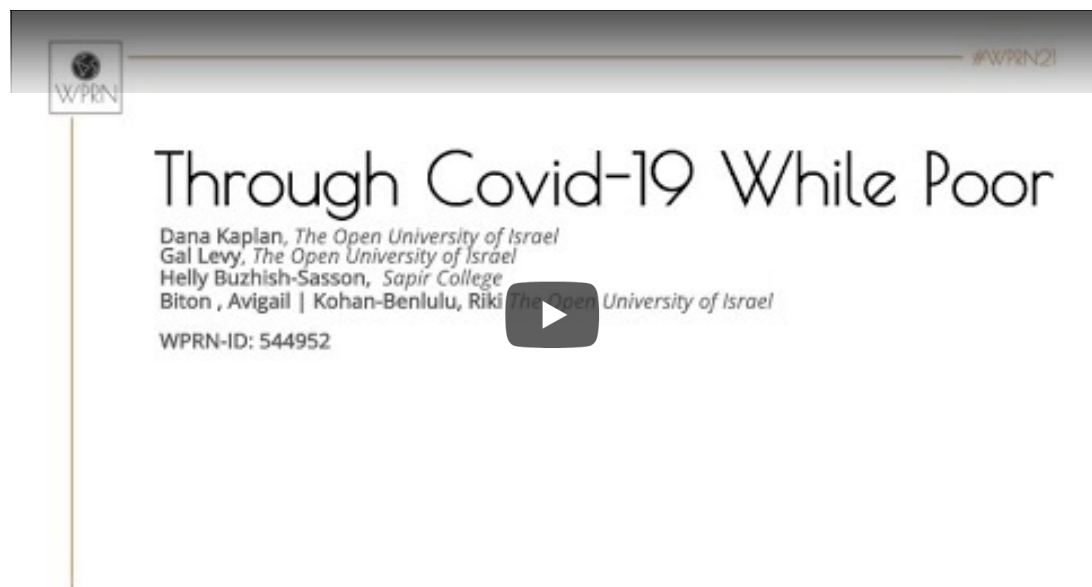 WPRN
#WPRN21
Through Covid-19 While Poor
Dana Kaplan, The Open University of Israel
Gal Levy, The Open University of Israel
Helly Buzhish-Sasson, Sapir College
Biton , Avigail | Kohan-Benlulu, Riki The Open University of Israel
WPRN-ID: 544952